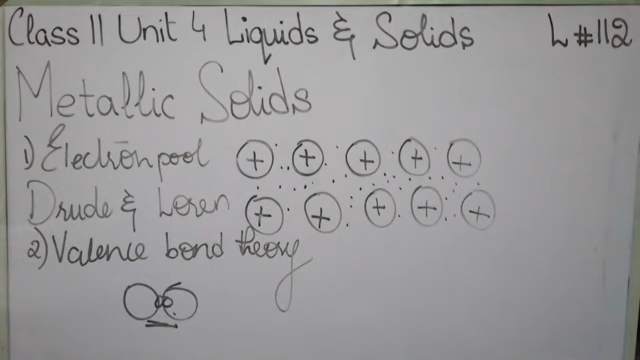 Class 11 Unit 4 Liquids & Solids L#112
Metallic Solids
1) Electron pool + + + + +
Drude & Loren + + + + +
2) Valence bond theory